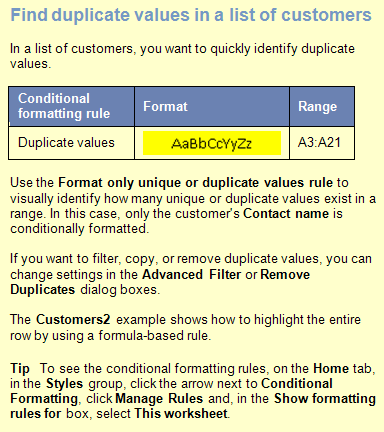 Find duplicate values in a list of customers
In a list of customers, you want to quickly identify duplicate
values.
Conditional
formatting rule
Format
Range
Duplicate values
AaBbCcYyZz
A3:A21
Use the Format only unique or duplicate values rule to
visually identify how many unique or duplicate values exist in a
range. In this case, only the customer's Contact name is
conditionally formatted.
If you want to filter, copy, or remove duplicate values, you can
change settings in the Advanced Filter or Remove
Duplicates dialog boxes.
The Customers2 example shows how to highlight the entire
row by using a formula-based rule.
Tip To see the conditional formatting rules, on the Home tab,
in the Styles group, click the arrow next to Conditional
Formatting, click Manage Rules and, in the Show formatting
rules for box, select This worksheet.